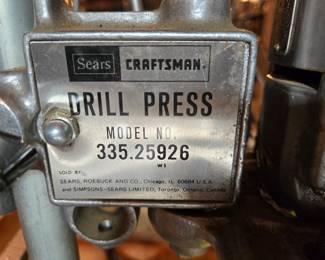 Sears CRAFTSMAN.
DRILL PRESS
MODEL NO.
335.25926
WS
SOLD BY
SEARS, ROEBUCK AND CO., Chicago, IL 60684 U.S.A.
and SIMPSONS-SEARS LIMITED, Toronto, Ontario, Canada